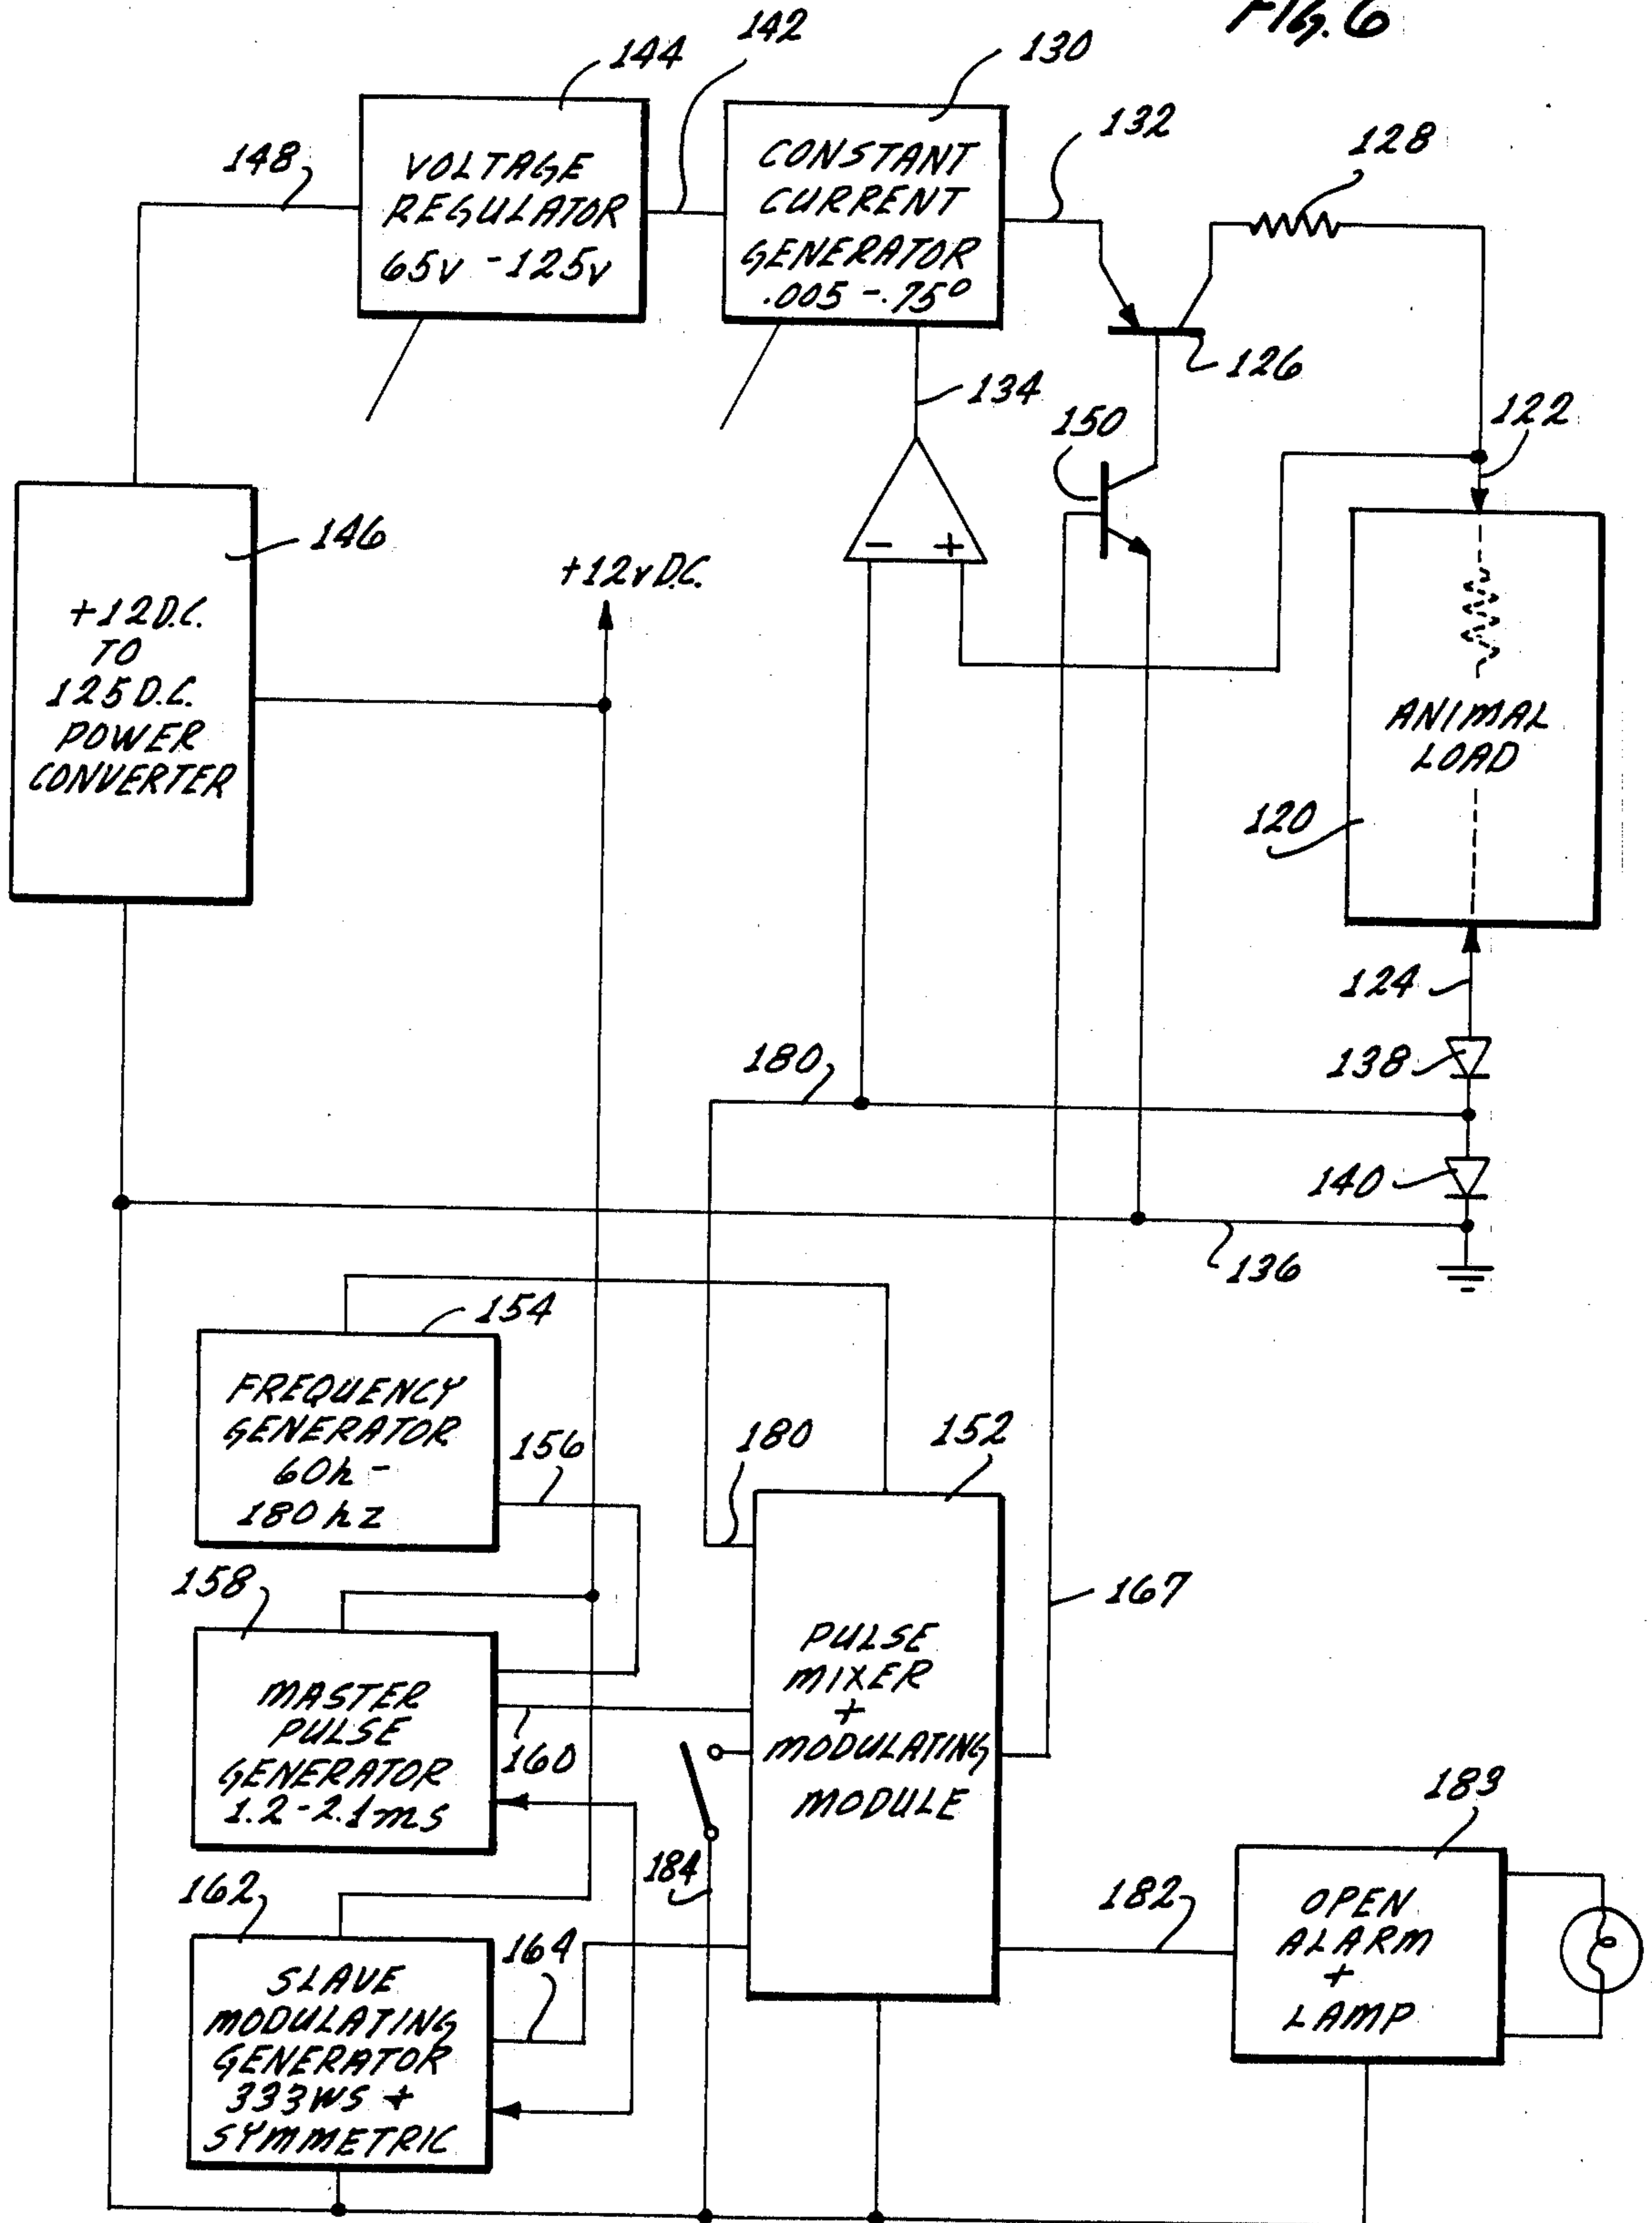 FIG. 6
144
142
130
132
128
148
VOLTAGE
REGULATOR
65V - 125V
CONSTANT
CURRENT
GENERATOR
.005 - .75°
126
134
150
122
146
+12V D.C.
- +
+12 D.C.
TO
125 D.C.
POWER
CONVERTER
ANIMAL
LOAD
120
124
180
138
140
136
154
FREQUENCY
GENERATOR
60h -
180hz
156
180
152
158
167
MASTER
PULSE
GENERATOR
1.2 - 2.1ms
160
PULSE
MIXER
+
MODULATING
MODULE
184
183
162
164
182
OPEN
ALARM
+
LAMP
SLAVE
MODULATING
GENERATOR
333WS +
SYMMETRIC